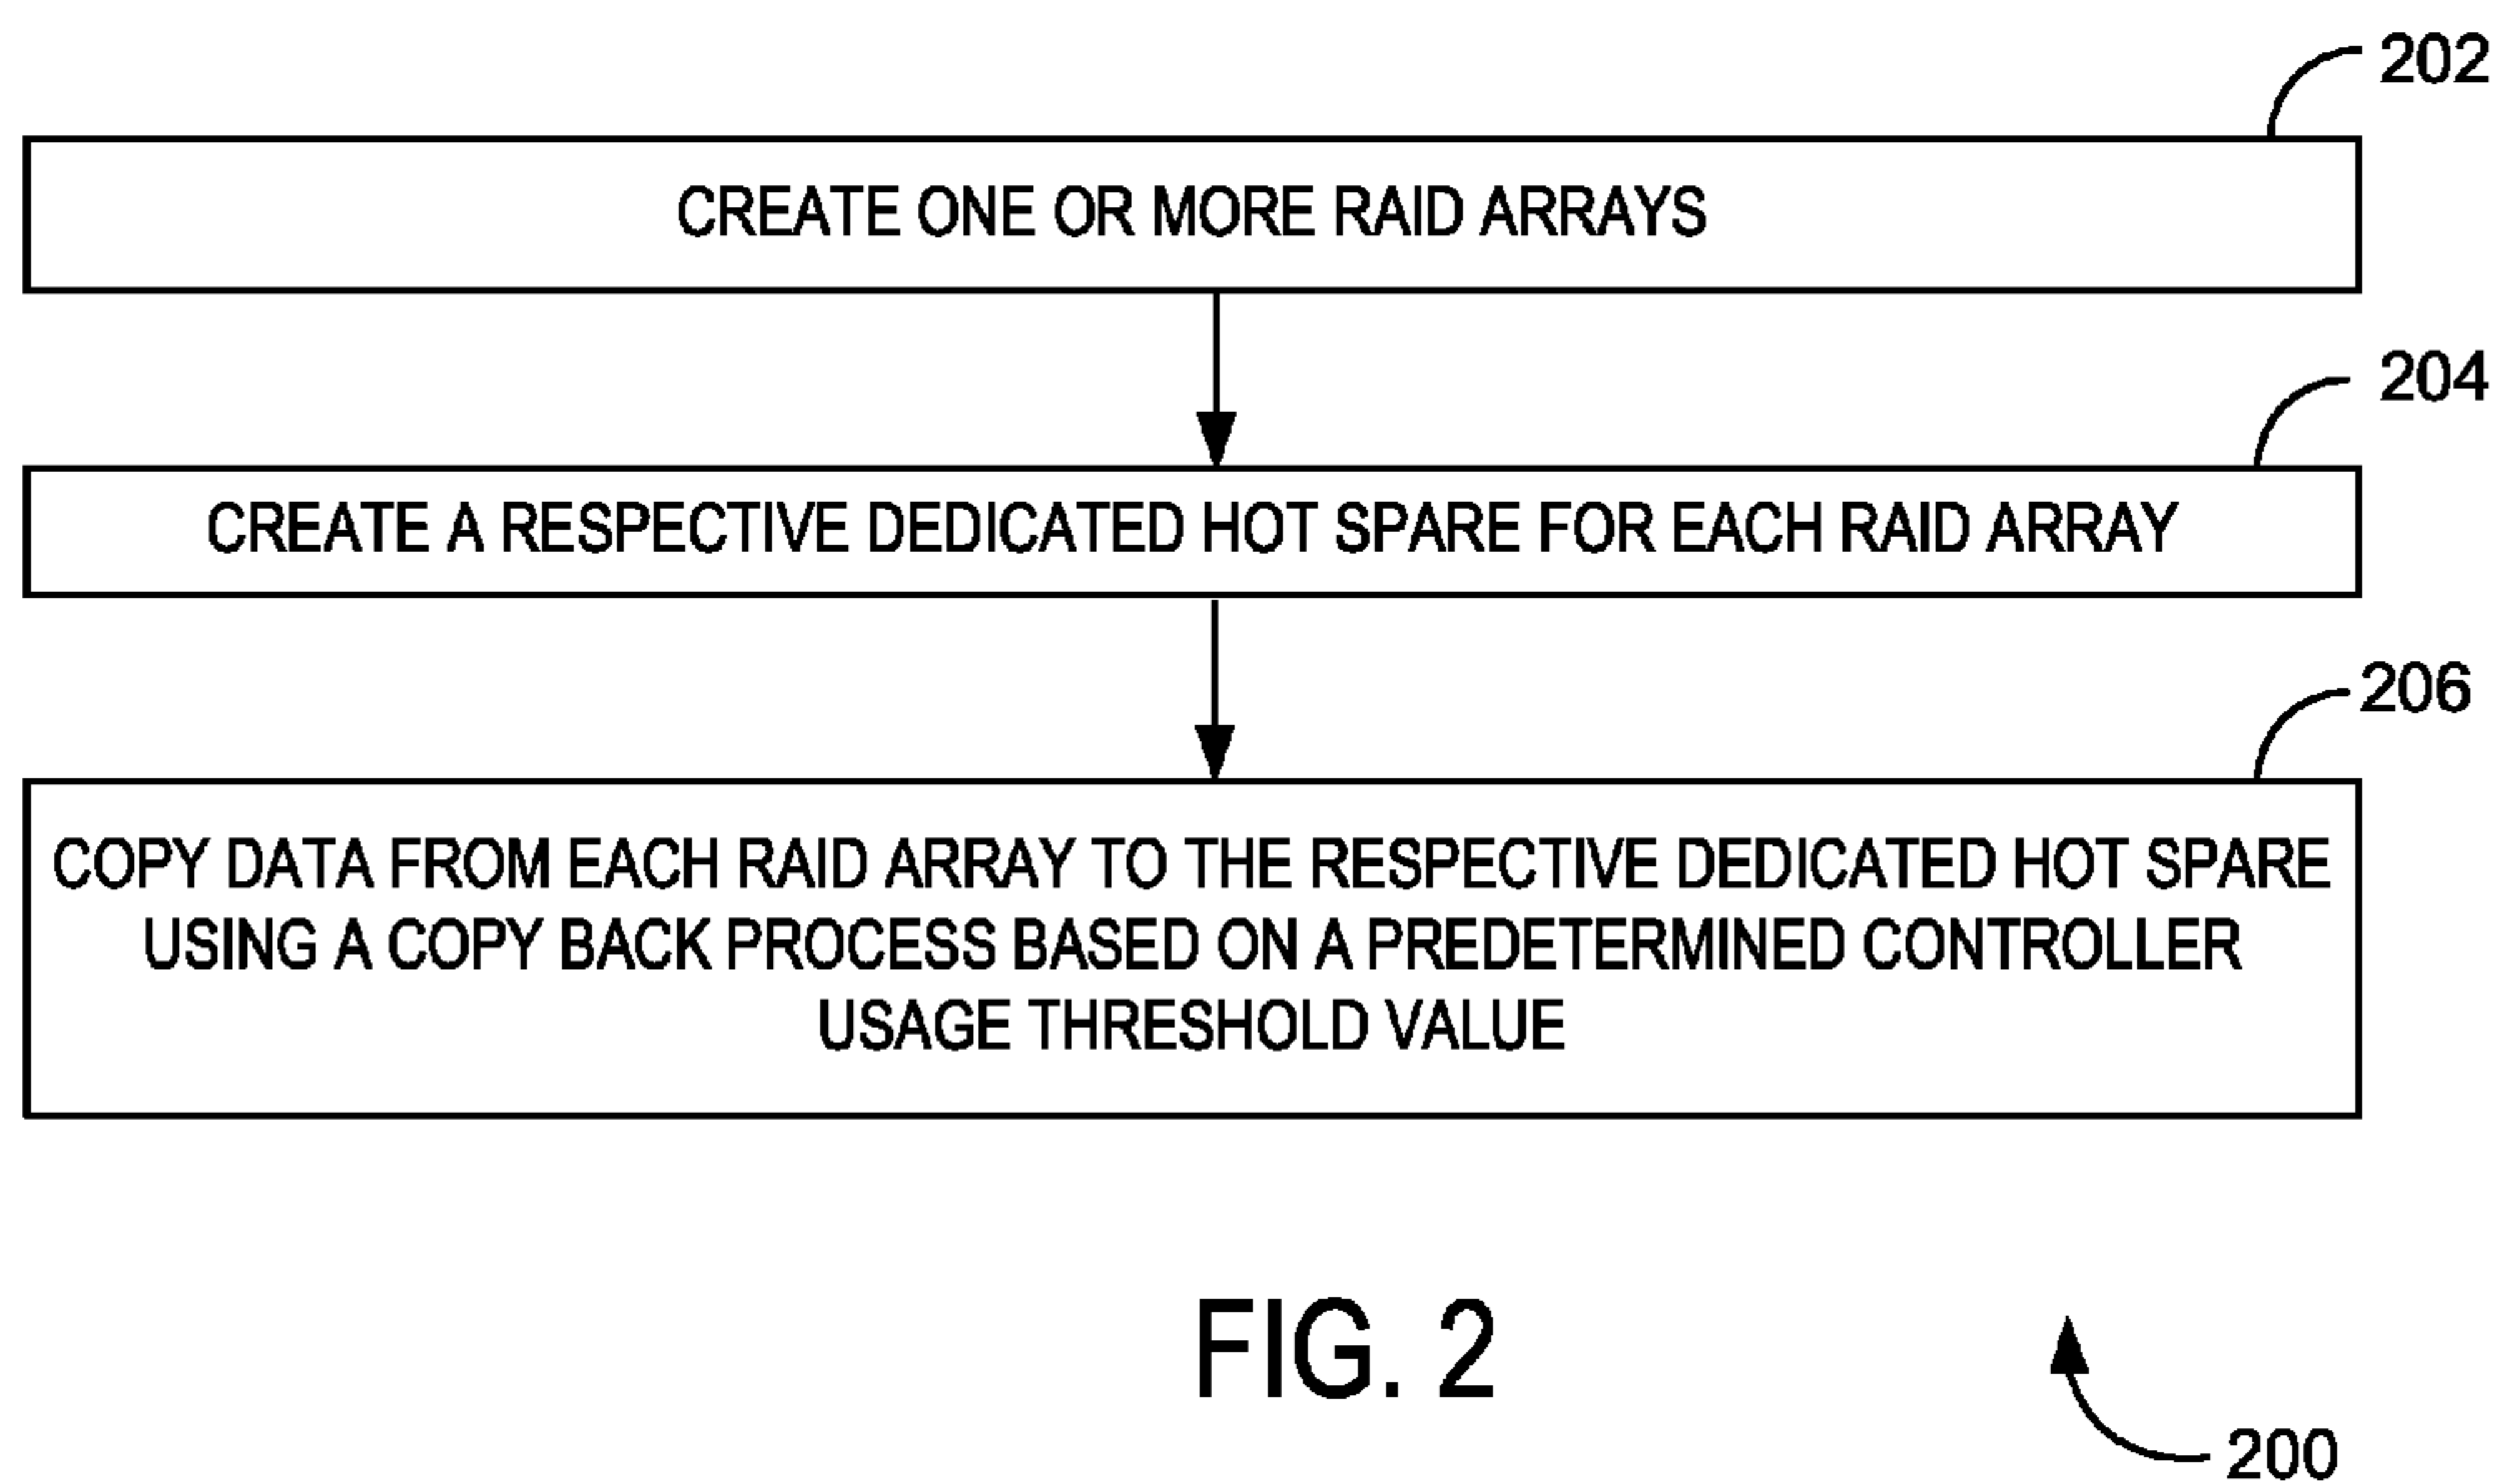 202
CREATE ONE OR MORE RAID ARRAYS
204
CREATE A RESPECTIVE DEDICATED HOT SPARE FOR EACH RAID ARRAY
206
COPY DATA FROM EACH RAID ARRAY TO THE RESPECTIVE DEDICATED HOT SPARE
USING A COPY BACK PROCESS BASED ON A PREDETERMINED CONTROLLER
USAGE THRESHOLD VALUE
FIG. 2
200